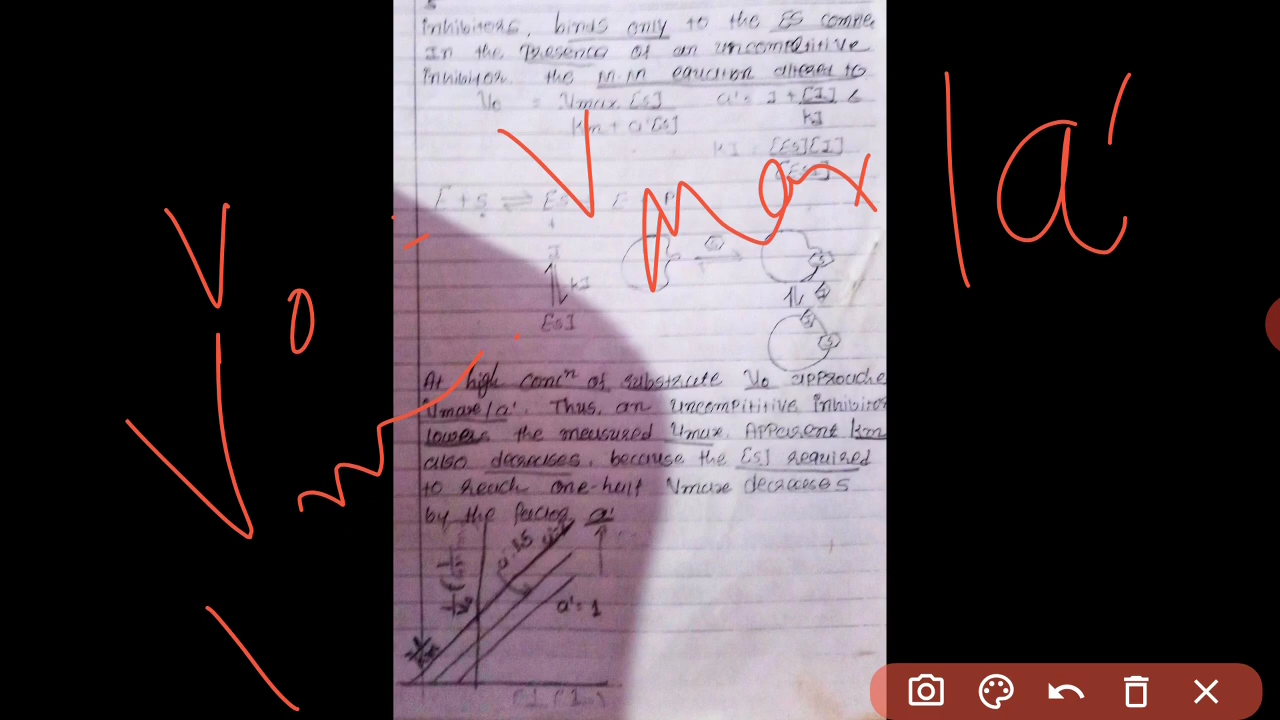 Inhibitors, binds only to the ES
In the Presence of an uncompetitive
Inhibitor. the M.M equation altered to
V₀ = Vmax [S] a' = 1 + [I]
Km + a'[S] KI
KI = [ES][I]
[ESI]
E + S ⇌ ES E P
+
I
KI
[ESI
At high concⁿ of substrate V₀ approaches
Vmax/a'. Thus, an uncompititive inhibitor
lowers the measured Vmax. Apparent km
also decreases, because the [S] required
to reach one-half Vmax decreases
by the factor a'
a' = 1
V₀
V
Vmax
|a'